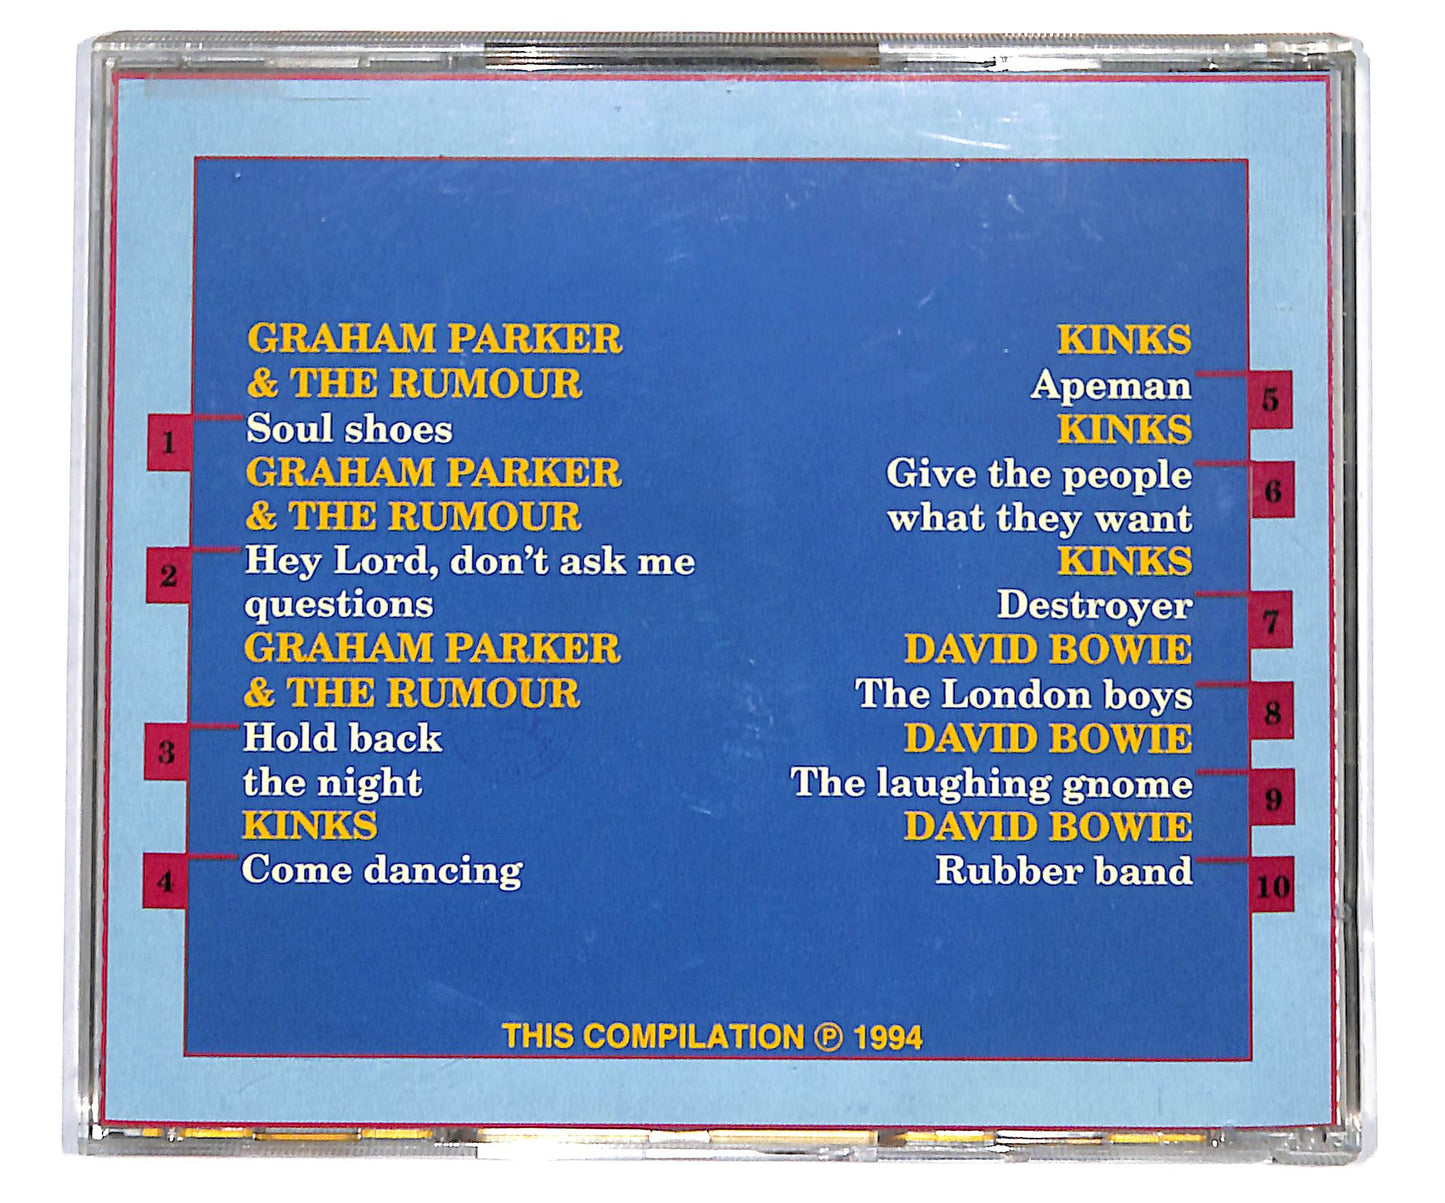 GRAHAM PARKER
& THE RUMOUR
1 Soul shoes
GRAHAM PARKER
& THE RUMOUR
2 Hey Lord, don't ask me
questions
GRAHAM PARKER
& THE RUMOUR
3 Hold back
the night
KINKS
4 Come dancing
KINKS
Apeman 5
KINKS
Give the people 6
what they want
KINKS
Destroyer 7
DAVID BOWIE
The London boys 8
DAVID BOWIE
The laughing gnome 9
DAVID BOWIE
Rubber band 10
THIS COMPILATION ℗ 1994